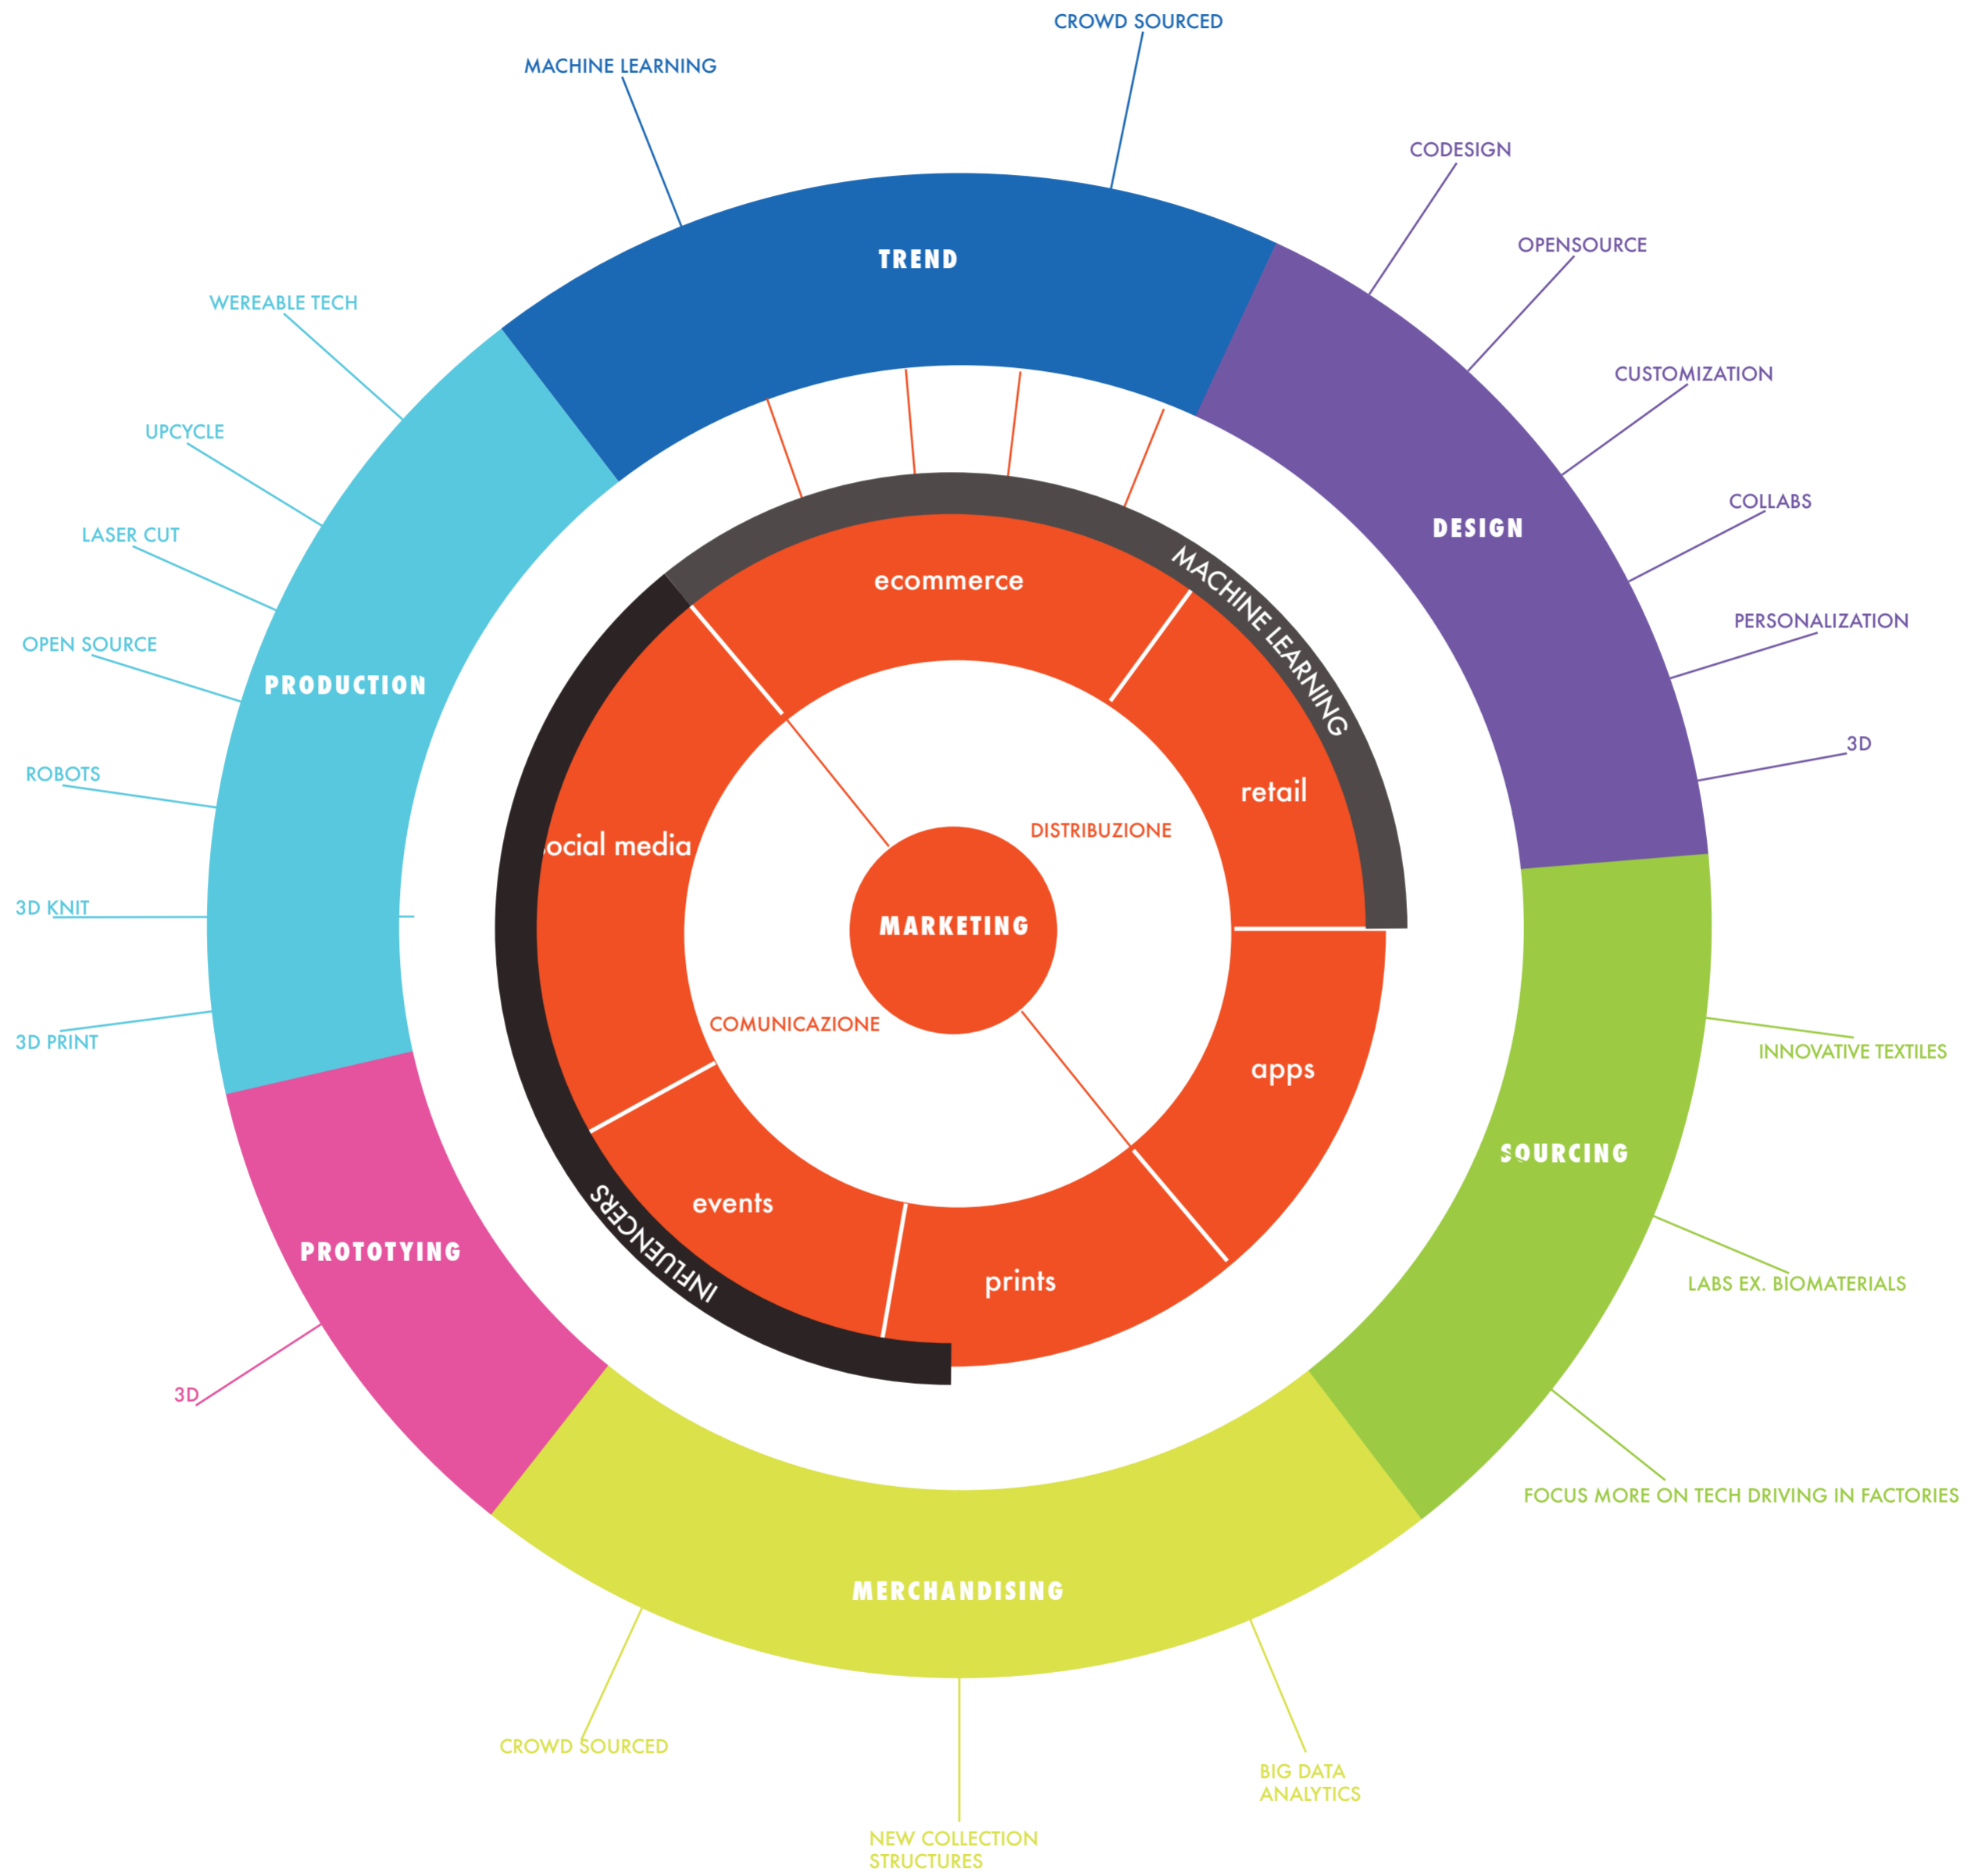 CROWD SOURCED
MACHINE LEARNING
CODESIGN
OPENSOURCE
CUSTOMIZATION
COLLABS
PERSONALIZATION
3D
TREND
DESIGN
WEREABLE TECH
UPCYCLE
LASER CUT
OPEN SOURCE
ROBOTS
3D KNIT
3D PRINT
PRODUCTION
ecommerce
MACHINE LEARNING
retail
ocial media
DISTRIBUZIONE
MARKETING
COMUNICAZIONE
apps
events
prints
INFLUENCERS
INNOVATIVE TEXTILES
SOURCING
LABS EX. BIOMATERIALS
FOCUS MORE ON TECH DRIVING IN FACTORIES
PROTOTYING
3D
MERCHANDISING
CROWD SOURCED
BIG DATA
ANALYTICS
NEW COLLECTION
STRUCTURES